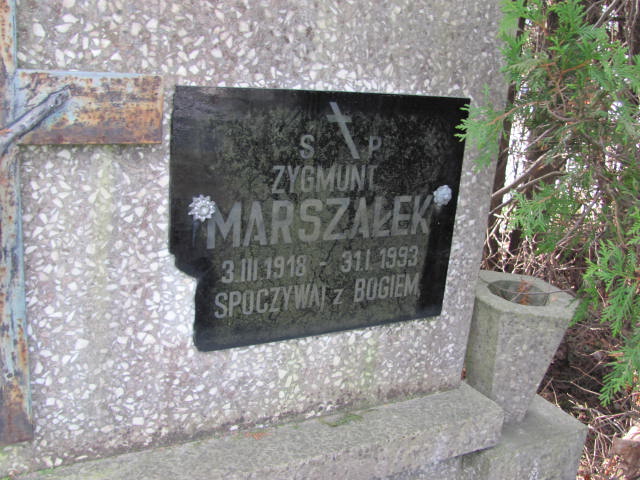 S P
ZYGMUNT
MARSZAŁEK
3.III.1918 - 31.I.1993
SPOCZYWAJ z BOGIEM